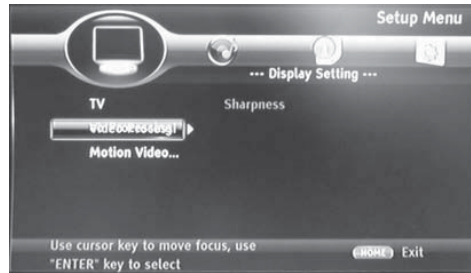 Setup Menu
--- Display Setting ---
TV
Sharpness
Motion Video...
Use cursor key to move focus, use
"ENTER" key to select
HOME Exit